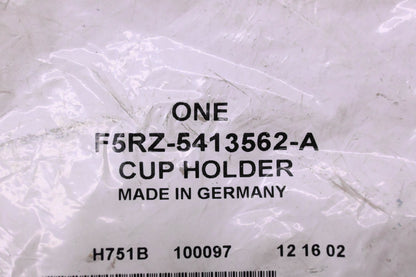 ONE
F5RZ-5413562-A
CUP HOLDER
MADE IN GERMANY
H751B 100097 12 16 02